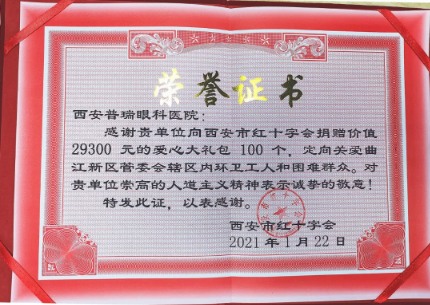 荣誉证书
西安普瑞眼科医院:
感谢贵单位向西安市红十字会捐赠价值
29300 元的爱心大礼包 100 个，定向关爱曲
江新区管委会辖区内环卫工人和困难群众。对
贵单位崇高的人道主义精神表示诚挚的敬意!
特发此证，以表感谢。
西安市红十字会
2021 年 1 月 22 日